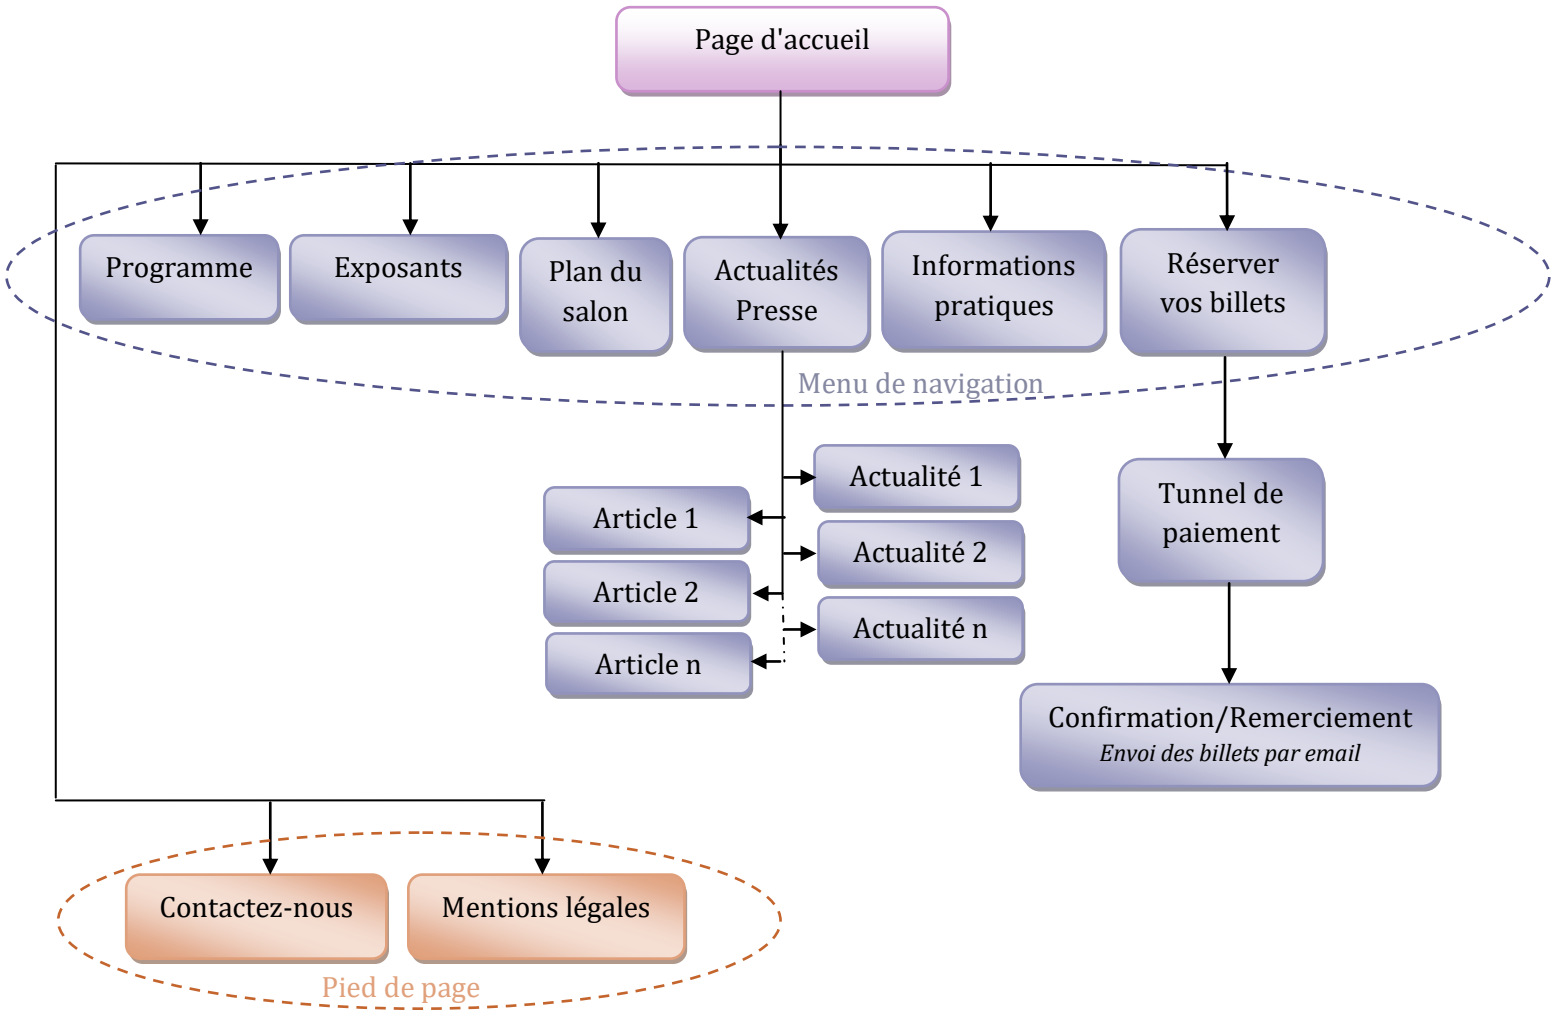 Page d'accueil
Programme
Exposants
Plan du
salon
Actualités
Presse
Informations
pratiques
Réserver
vos billets
Menu de navigation
Actualité 1
Article 1
Actualité 2
Article 2
Actualité n
Article n
Tunnel de
paiement
Confirmation/Remerciement
Envoi des billets par email
Contactez-nous
Mentions légales
Pied de page